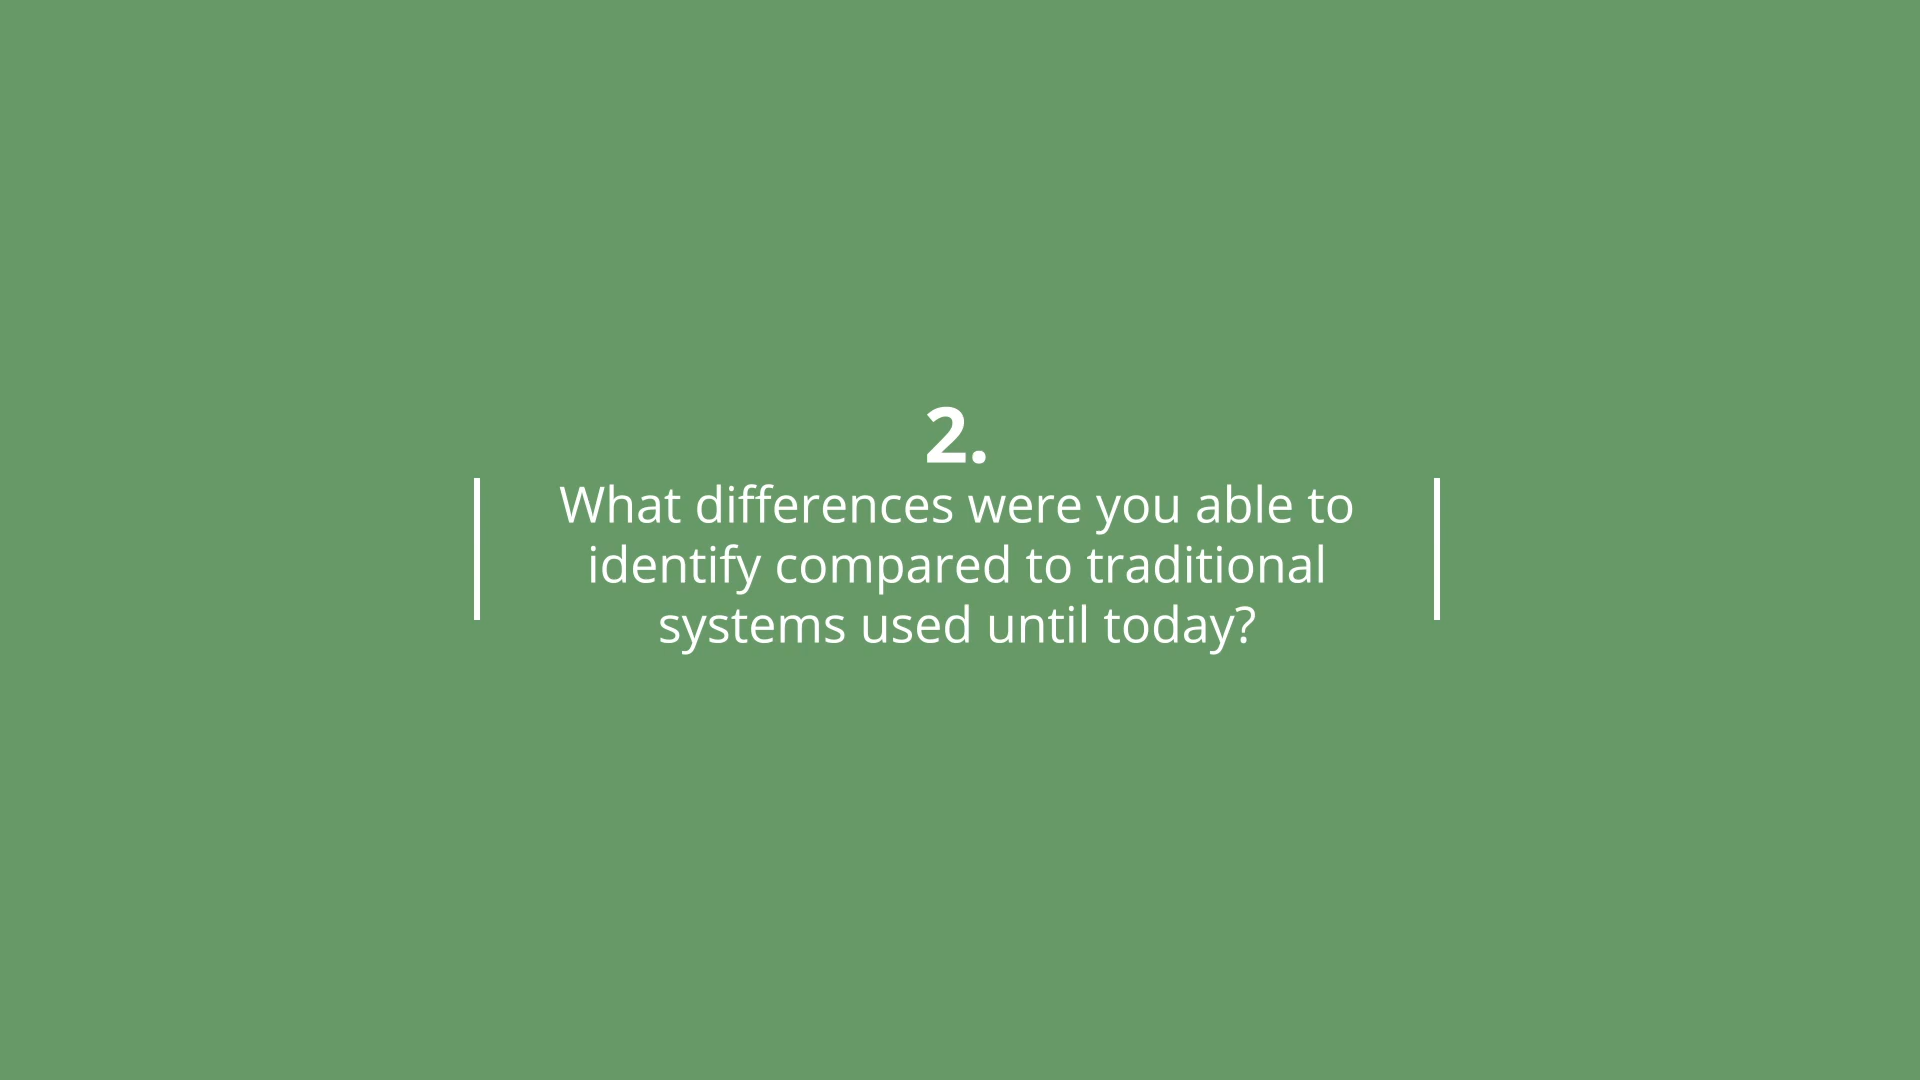 2.
What differences were you able to
identify compared to traditional
systems used until today?